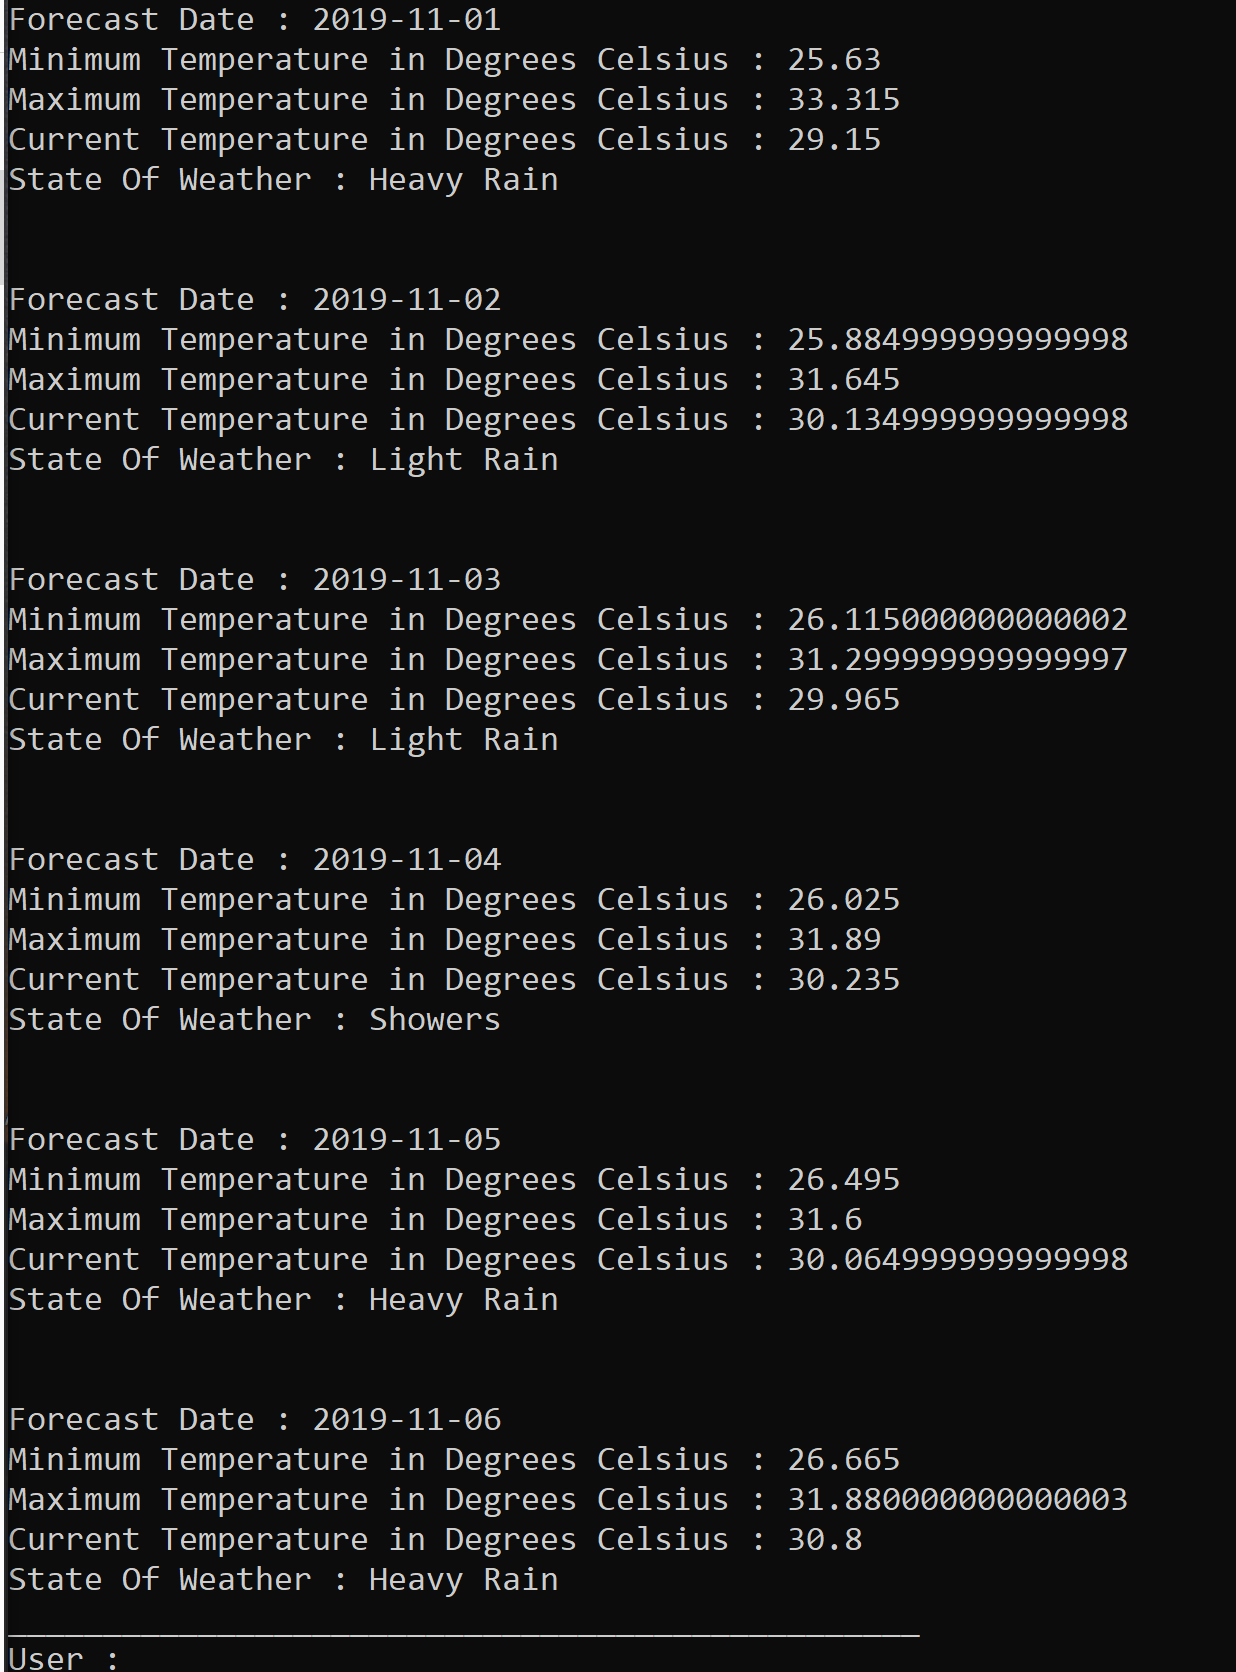 Forecast Date : 2019-11-01
Minimum Temperature in Degrees Celsius : 25.63
Maximum Temperature in Degrees Celsius : 33.315
Current Temperature in Degrees Celsius : 29.15
State Of Weather : Heavy Rain
Forecast Date : 2019-11-02
Minimum Temperature in Degrees Celsius : 25.884999999999998
Maximum Temperature in Degrees Celsius : 31.645
Current Temperature in Degrees Celsius : 30.134999999999998
State Of Weather : Light Rain
Forecast Date : 2019-11-03
Minimum Temperature in Degrees Celsius : 26.115000000000002
Maximum Temperature in Degrees Celsius : 31.299999999999997
Current Temperature in Degrees Celsius : 29.965
State Of Weather : Light Rain
Forecast Date : 2019-11-04
Minimum Temperature in Degrees Celsius : 26.025
Maximum Temperature in Degrees Celsius : 31.89
Current Temperature in Degrees Celsius : 30.235
State Of Weather : Showers
Forecast Date : 2019-11-05
Minimum Temperature in Degrees Celsius : 26.495
Maximum Temperature in Degrees Celsius : 31.6
Current Temperature in Degrees Celsius : 30.064999999999998
State Of Weather : Heavy Rain
Forecast Date : 2019-11-06
Minimum Temperature in Degrees Celsius : 26.665
Maximum Temperature in Degrees Celsius : 31.880000000000003
Current Temperature in Degrees Celsius : 30.8
State Of Weather : Heavy Rain
________________________________________________
User :